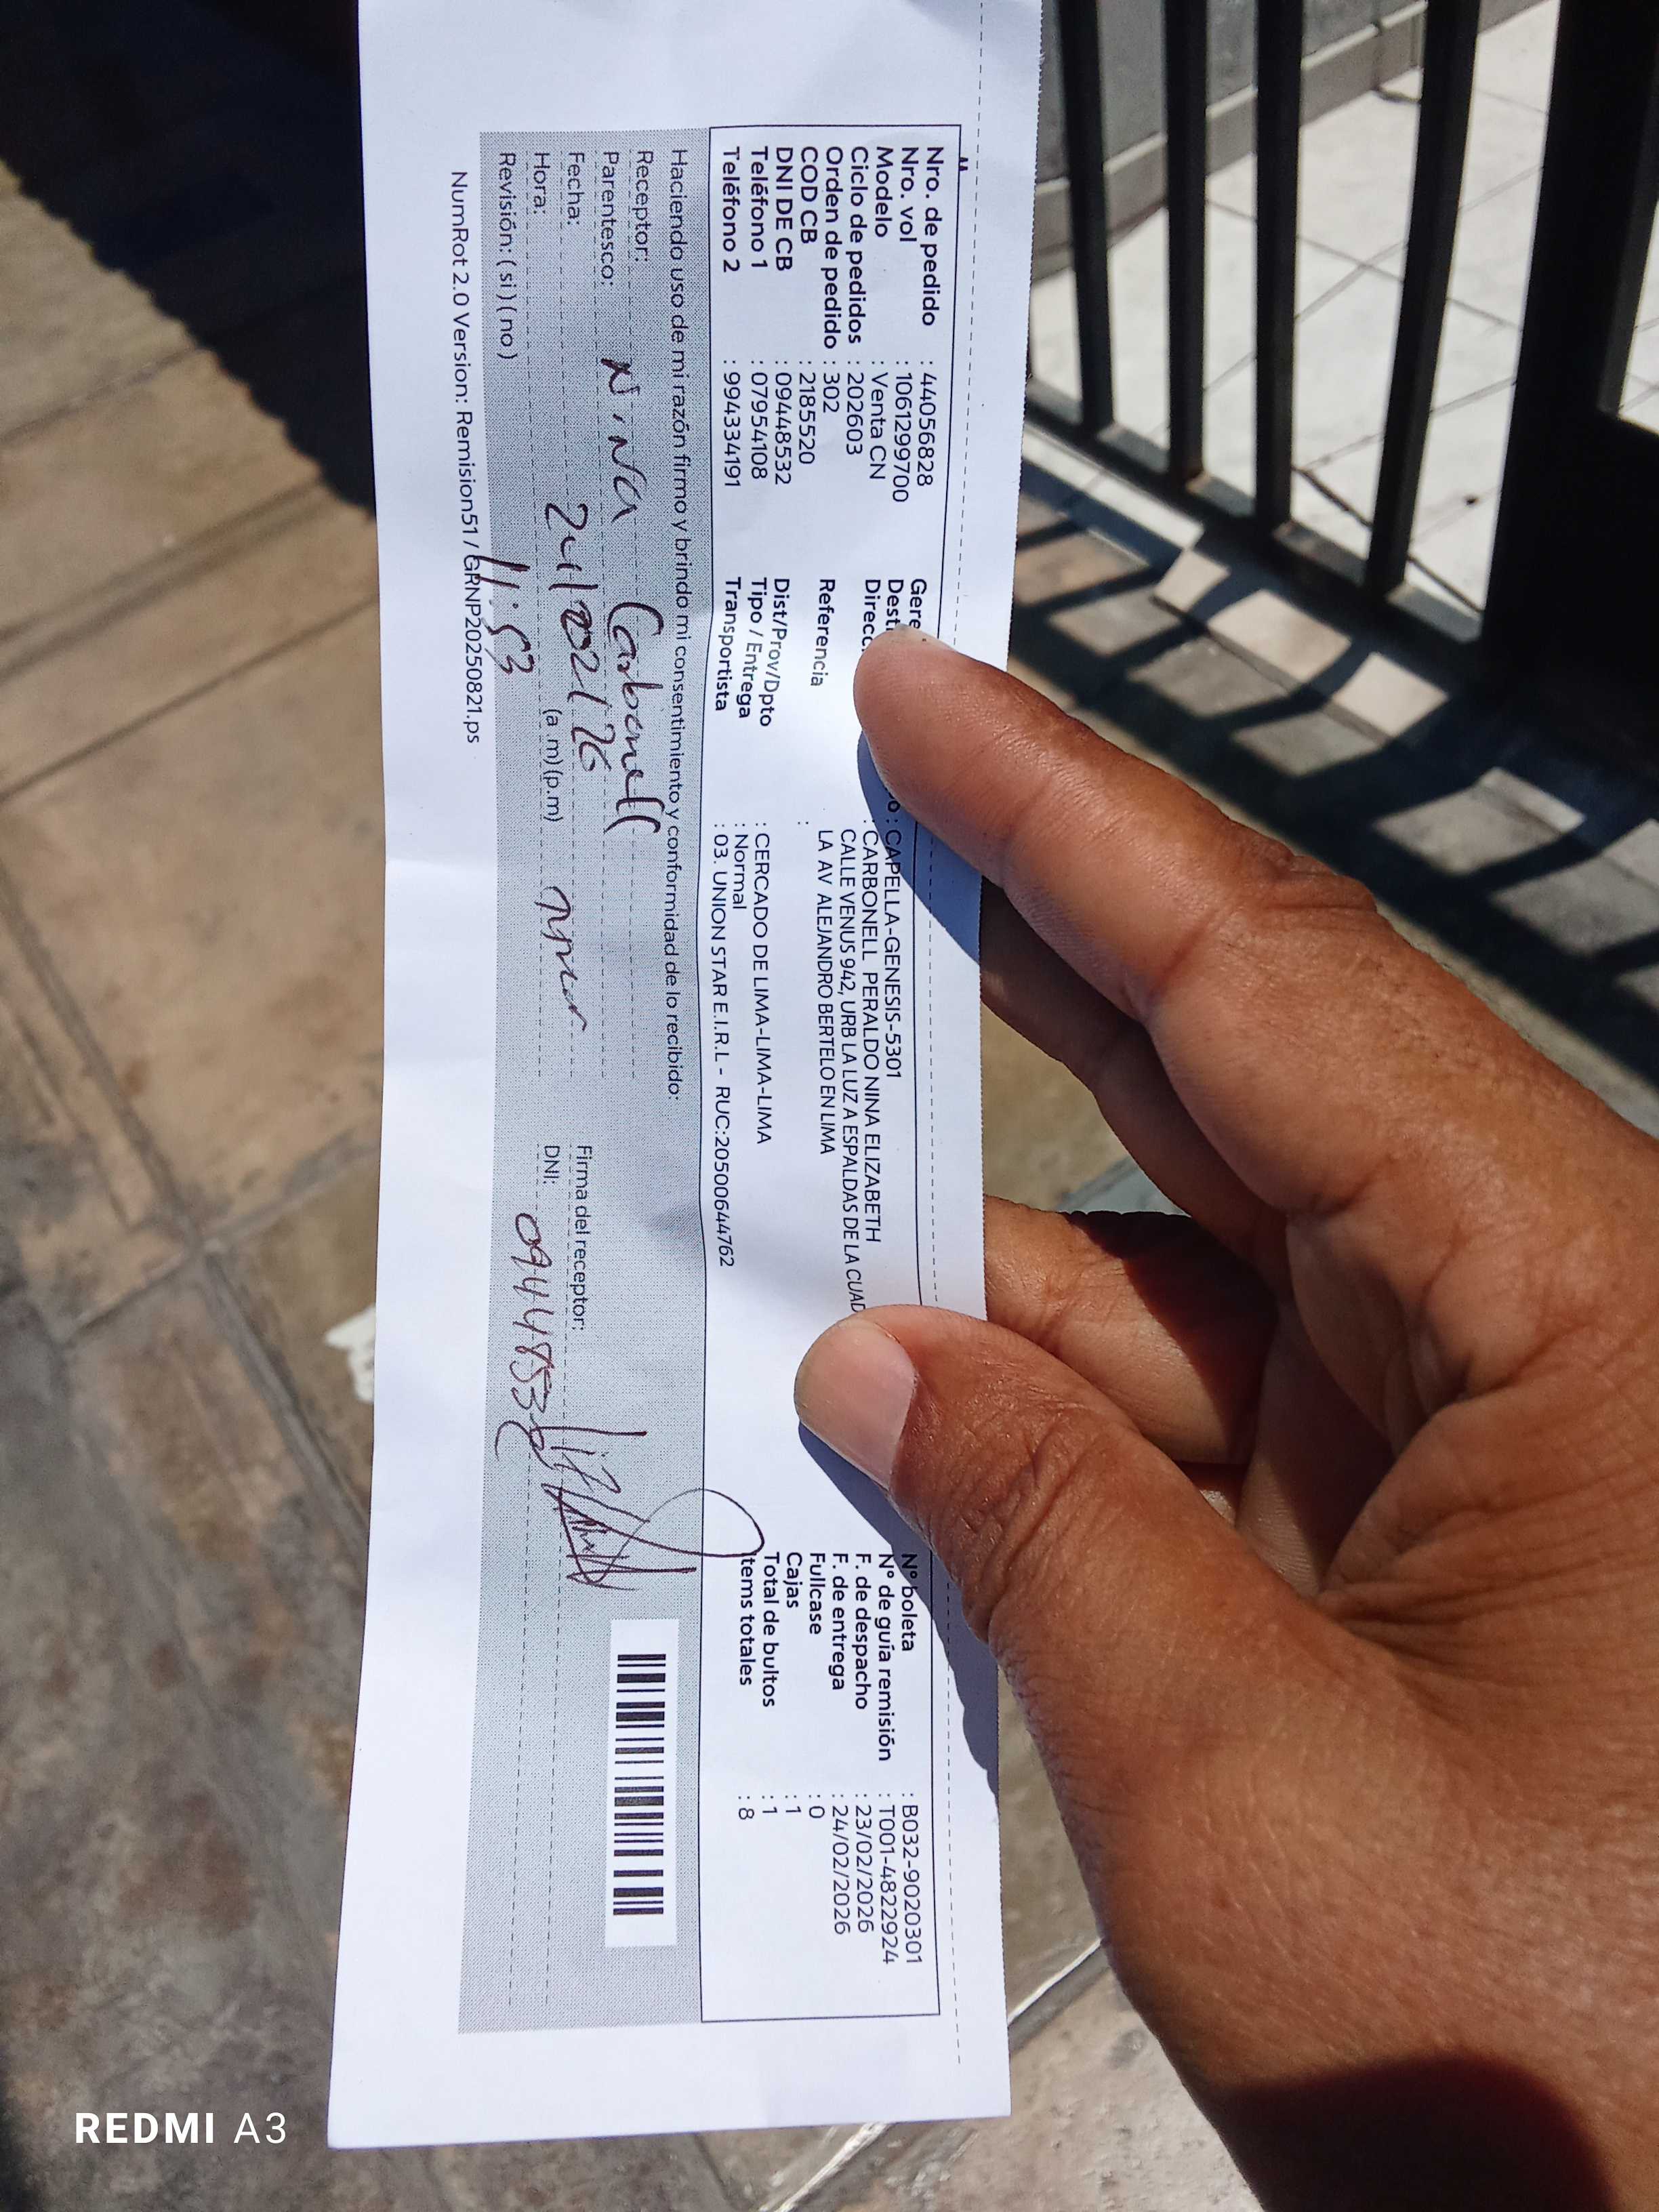 Nro. de pedido : 44056828
Nro. vol : 1061299700
Modelo : Venta CN
Ciclo de pedidos : 202603
Orden de pedido : 302
COD CB : 2185520
DNI DE CB : 09448532
Teléfono 1 : 07954108
Teléfono 2 : 994334191
Gere
Dest : CAPELLA-GENESIS-5301
Direcc : CARBONELL PERALDO NINA ELIZABETH
CALLE VENUS 942, URB LA LUZ A ESPALDAS DE LA CUAD
LA AV ALEJANDRO BERTELO EN LIMA
Referencia :
Dist/Prov/Dpto : CERCADO DE LIMA-LIMA-LIMA
Tipo / Entrega : Normal
Transportista : 03. UNION STAR E.I.R.L - RUC:20500644762
N° boleta : B032-9020301
N° de guía remisión : T001-4822924
F. de despacho : 23/02/2026
F. de entrega : 24/02/2026
Fullcase : 0
Cajas : 1
Total de bultos : 1
Items totales : 8
Haciendo uso de mi razón firmo y brindo mi consentimiento y conformidad de lo recibido:
Receptor: Nina Carbonell
Parentesco:
Fecha: 24/02/26
Hora: 11:53 (a.m)(p.m)
Firma del receptor:
DNI: 09448532
Revisión: ( si ) ( no )
NumRot 2.0 Version: Remision51 / GRNP20250821.ps
REDMI A3